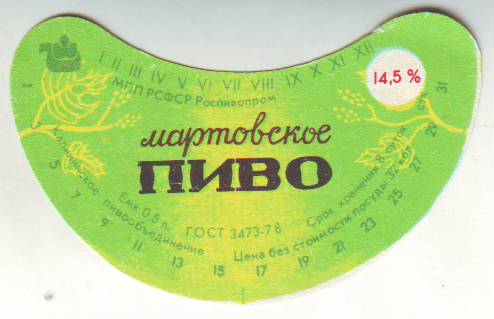 I II III IV V VI VII VIII IX X XI XII
МПП РСФСР Роспивопром
14,5 %
мартовское
ПИВО
пивообъединение
Емк. 0,5 л.
ГОСТ 3473-78
Срок хранения 8 суток
Цена без стоимости посуды 32 коп.
1 3 5 7 9 11 13 15 17 19 21 23 25 27 29 31